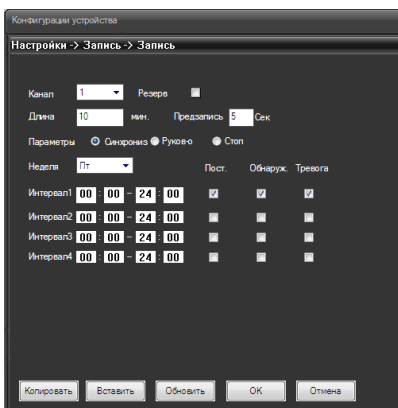 Конфигурации устройства
Настройки -> Запись -> Запись
Канал 1 Резерв
Длина 10 мин. Предзапись 5 Сек
Параметры Синхрониз Руков-о Стоп
Неделя Пт Пост. Обнаруж. Тревога
Интервал1 00 : 00 – 24 : 00
Интервал2 00 : 00 – 24 : 00
Интервал3 00 : 00 – 24 : 00
Интервал4 00 : 00 – 24 : 00
Копировать Вставить Обновить OK Отмена